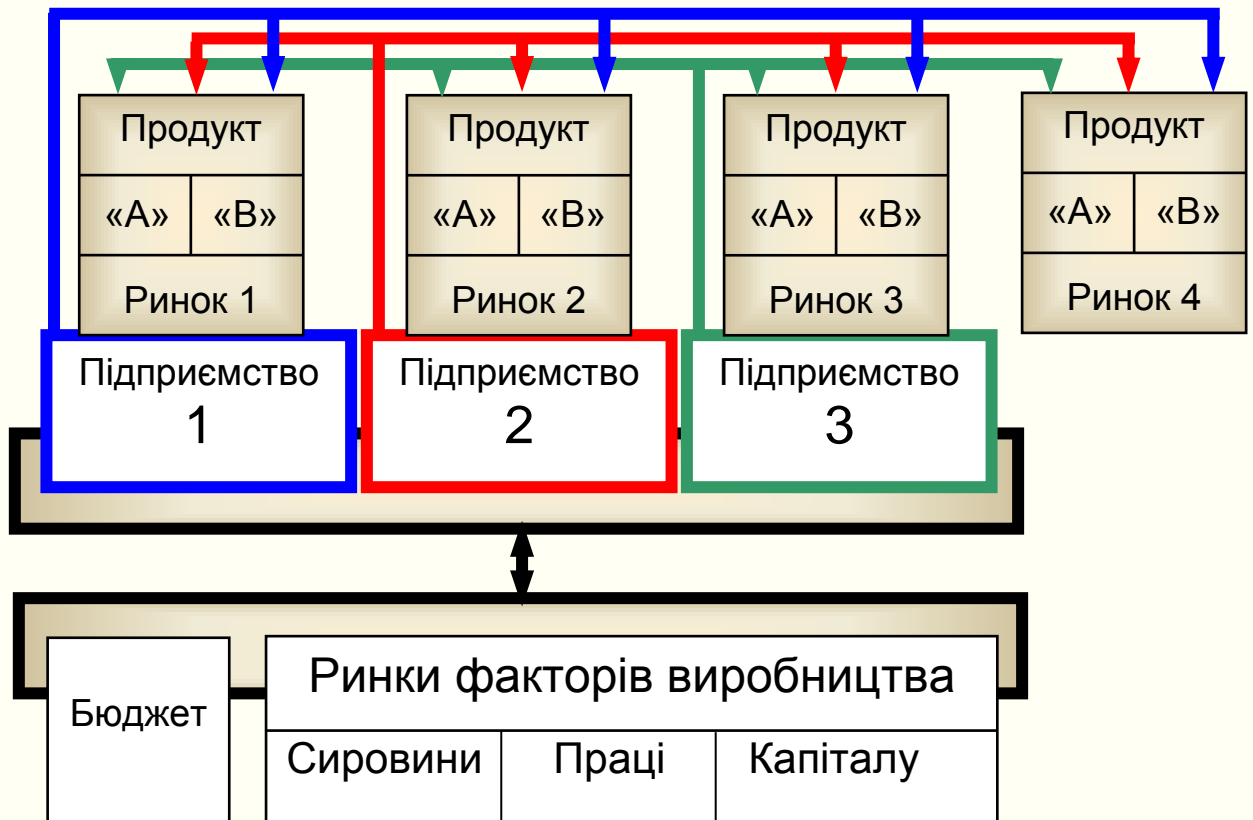 Продукт
«А» «В»
Ринок 1
Продукт
«А» «В»
Ринок 2
Продукт
«А» «В»
Ринок 3
Продукт
«А» «В»
Ринок 4
Підприємство
1
Підприємство
2
Підприємство
3
Бюджет
Ринки факторів виробництва
Сировини
Праці
Капіталу